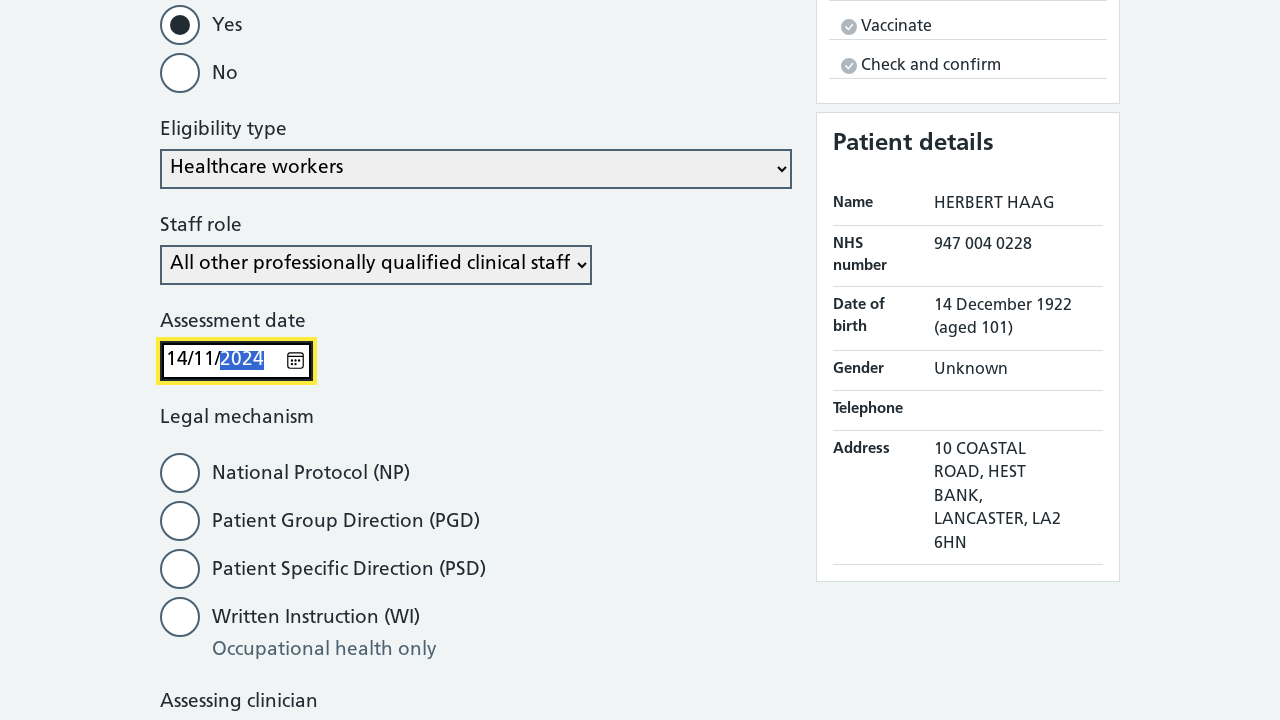 Yes
No
Eligibility type
Healthcare workers
Staff role
All other professionally qualified clinical staff
Assessment date
14/11/2024
Legal mechanism
National Protocol (NP)
Patient Group Direction (PGD)
Patient Specific Direction (PSD)
Written Instruction (WI)
Occupational health only
Assessing clinician
Vaccinate
Check and confirm
Patient details
Name HERBERT HAAG
NHS number 947 004 0228
Date of birth 14 December 1922 (aged 101)
Gender Unknown
Telephone
Address 10 COASTAL
ROAD, HEST
BANK,
LANCASTER, LA2
6HN